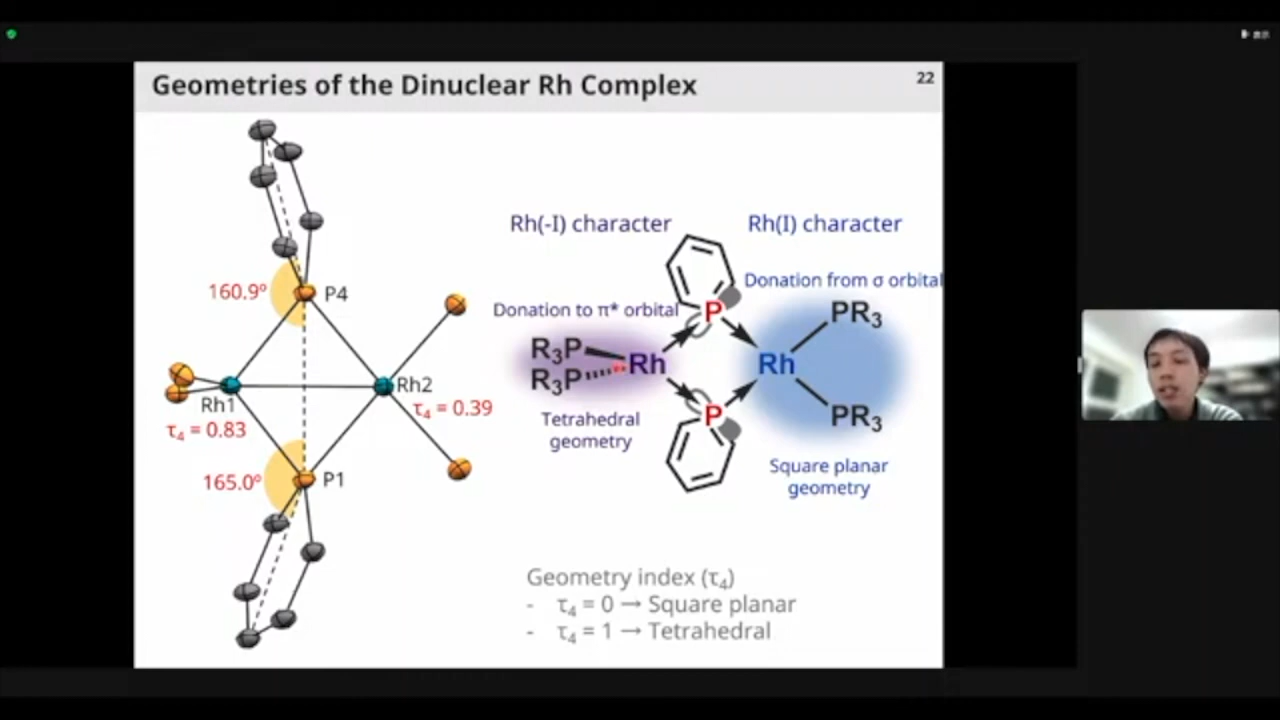 Geometries of the Dinuclear Rh Complex
22
Rh(-I) character
Rh(I) character
160.9º
P4
Donation to π* orbital
Donation from σ orbital
P
PR3
R3P
R3P
Rh
Rh
Rh1
Rh2
τ4 = 0.83
τ4 = 0.39
P
PR3
Tetrahedral
geometry
165.0º
P1
Square planar
geometry
Geometry index (τ4)
- τ4 = 0 → Square planar
- τ4 = 1 → Tetrahedral